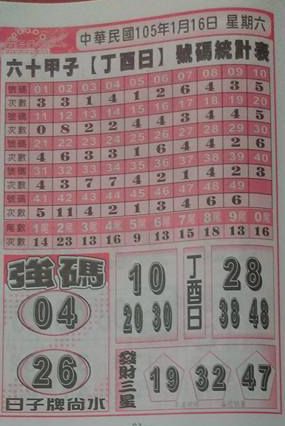 中華民國105年1月16日 星期六
六十甲子【丁酉日】號碼統計表
號碼 01 02 03 04 05 06 07 08 09 10
次數 3 3 1 4 1 2 6 4 3 5
號碼 11 12 13 14 15 16 17 18 19 20
次數 0 8 2 2 4 4 3 4 4 5
號碼 21 22 23 24 25 26 27 28 29 30
次數 4 6 3 3 1 6 4 4 2 6
號碼 31 32 33 34 35 36 37 38 39 40
次數 4 3 7 7 4 2 1 4 2 3
號碼 41 42 43 44 45 46 47 48 49
次數 5 11 4 2 1 3 4 6 6
尾數 1尾 2尾 3尾 4尾 5尾 6尾 7尾 8尾 9尾 0尾
次數 14 23 13 16 9 13 15 18 13 16
強碼
04
26
日子牌尚水
10
20 30
丁酉日
28
38 48
發財三星
19 32 47